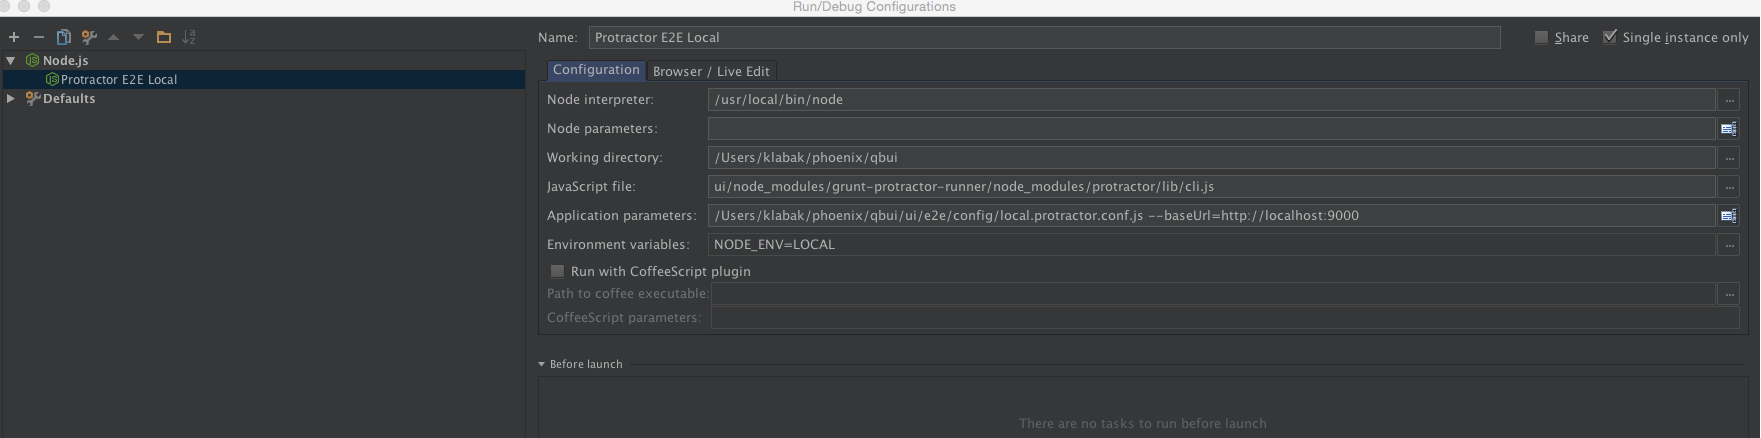 Run/Debug Configurations
Name: Protractor E2E Local Share Single instance only
Node.js
Protractor E2E Local
Defaults
Configuration Browser / Live Edit
Node interpreter: /usr/local/bin/node ...
Node parameters:
Working directory: /Users/klabak/phoenix/qbui ...
JavaScript file: ui/node_modules/grunt-protractor-runner/node_modules/protractor/lib/cli.js ...
Application parameters: /Users/klabak/phoenix/qbui/ui/e2e/config/local.protractor.conf.js --baseUrl=http://localhost:9000
Environment variables: NODE_ENV=LOCAL ...
Run with CoffeeScript plugin
Path to coffee executable: ...
CoffeeScript parameters:
Before launch
There are no tasks to run before launch